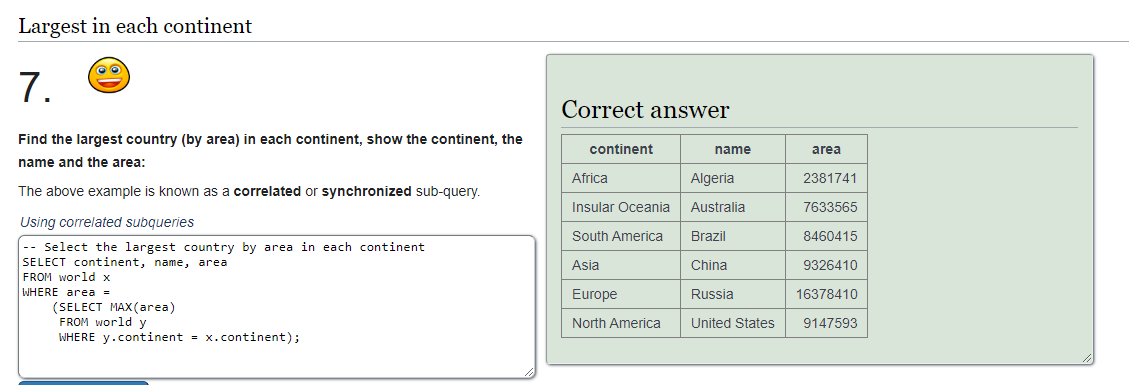 Largest in each continent
7.
Find the largest country (by area) in each continent, show the continent, the
name and the area:
The above example is known as a correlated or synchronized sub-query.
Using correlated subqueries
-- Select the largest country by area in each continent
SELECT continent, name, area
FROM world x
WHERE area =
    (SELECT MAX(area)
     FROM world y
     WHERE y.continent = x.continent);
Correct answer
continent name area
Africa Algeria 2381741
Insular Oceania Australia 7633565
South America Brazil 8460415
Asia China 9326410
Europe Russia 16378410
North America United States 9147593